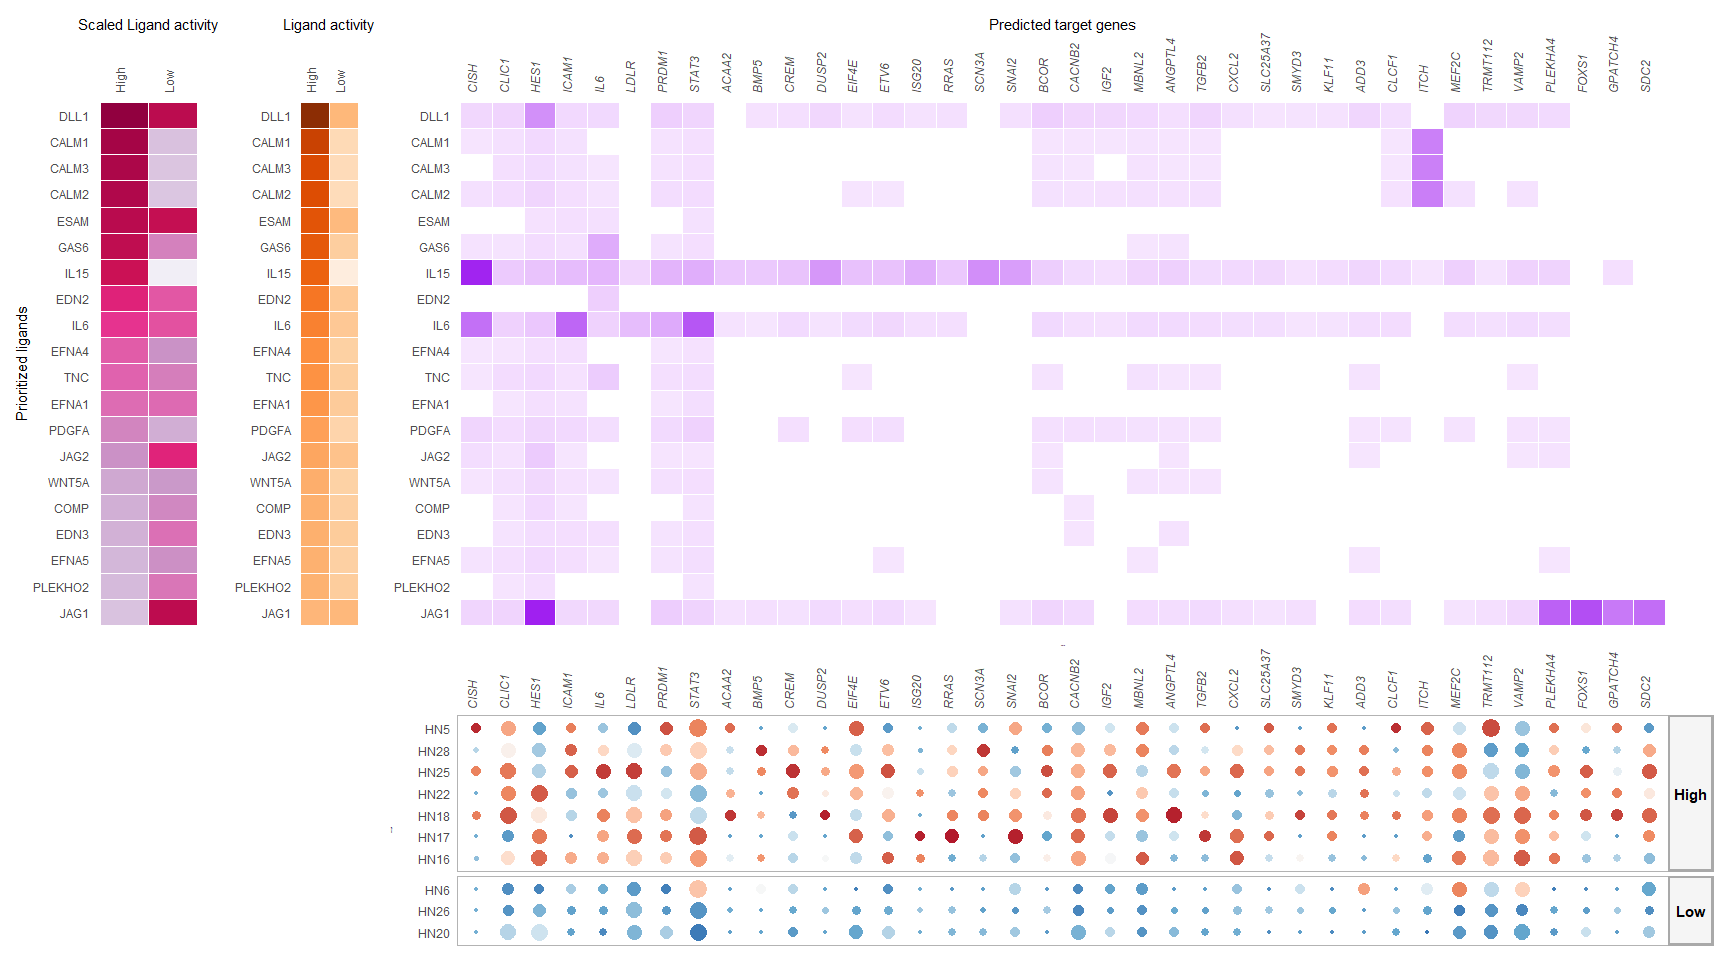 Scaled Ligand activity
Ligand activity
Predicted target genes
High
Low
High
Low
CISH
CLIC1
HES1
ICAM1
IL6
LDLR
PRDM1
STAT3
ACAA2
BMP5
CREM
DUSP2
EIF4E
ETV6
ISG20
RRAS
SCN3A
SNAI2
BCOR
CACNB2
IGF2
MBNL2
ANGPTL4
TGFB2
CXCL2
SLC25A37
SMYD3
KLF11
ADD3
CLCF1
ITCH
MEF2C
TRMT112
VAMP2
PLEKHA4
FOXS1
GPATCH4
SDC2
Prioritized ligands
DLL1 DLL1 DLL1
CALM1 CALM1 CALM1
CALM3 CALM3 CALM3
CALM2 CALM2 CALM2
ESAM ESAM ESAM
GAS6 GAS6 GAS6
IL15 IL15 IL15
EDN2 EDN2 EDN2
IL6 IL6 IL6
EFNA4 EFNA4 EFNA4
TNC TNC TNC
EFNA1 EFNA1 EFNA1
PDGFA PDGFA PDGFA
JAG2 JAG2 JAG2
WNT5A WNT5A WNT5A
COMP COMP COMP
EDN3 EDN3 EDN3
EFNA5 EFNA5 EFNA5
PLEKHO2 PLEKHO2 PLEKHO2
JAG1 JAG1 JAG1
CISH
CLIC1
HES1
ICAM1
IL6
LDLR
PRDM1
STAT3
ACAA2
BMP5
CREM
DUSP2
EIF4E
ETV6
ISG20
RRAS
SCN3A
SNAI2
BCOR
CACNB2
IGF2
MBNL2
ANGPTL4
TGFB2
CXCL2
SLC25A37
SMYD3
KLF11
ADD3
CLCF1
ITCH
MEF2C
TRMT112
VAMP2
PLEKHA4
FOXS1
GPATCH4
SDC2
HN5
HN28
HN25
HN22
HN18
HN17
HN16
High
HN6
HN26
HN20
Low